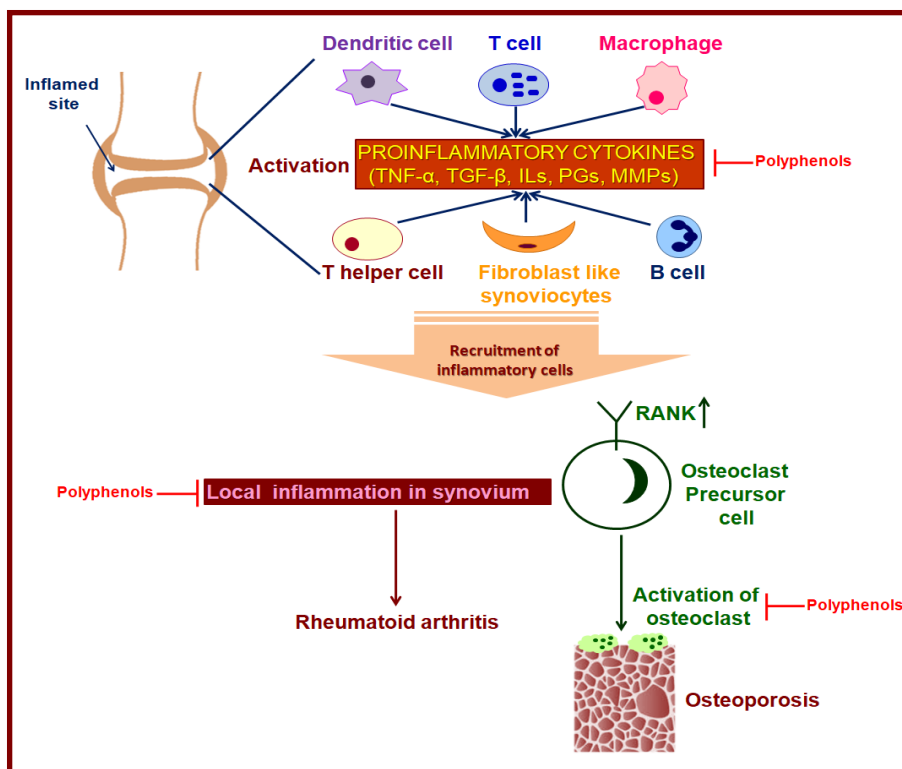 Dendritic cell
T cell
Macrophage
Inflamed
site
Activation
PROINFLAMMATORY CYTOKINES
(TNF-α, TGF-β, ILs, PGs, MMPs)
Polyphenols
T helper cell
Fibroblast like
synoviocytes
B cell
Recruitment of
inflammatory cells
RANK
Polyphenols
Local inflammation in synovium
Osteoclast
Precursor
cell
Rheumatoid arthritis
Activation of
osteoclast
Polyphenols
Osteoporosis